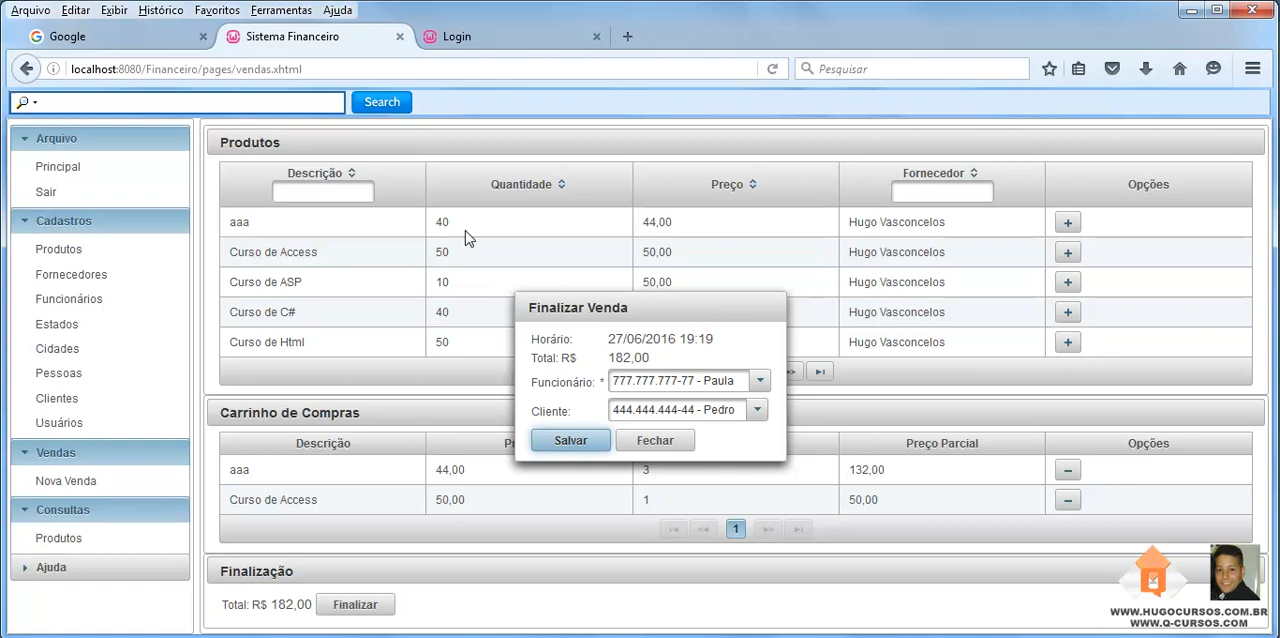 Arquivo Editar Exibir Histórico Favoritos Ferramentas Ajuda
Google Sistema Financeiro Login
localhost:8080/Financeiro/pages/vendas.xhtml Pesquisar
Search
Arquivo
Principal
Sair
Cadastros
Produtos
Fornecedores
Funcionários
Estados
Cidades
Pessoas
Clientes
Usuários
Vendas
Nova Venda
Consultas
Produtos
Ajuda
Produtos
Descrição Quantidade Preço Fornecedor Opções
aaa 40 44,00 Hugo Vasconcelos +
Curso de Access 50 50,00 Hugo Vasconcelos +
Curso de ASP 10 50,00 Hugo Vasconcelos +
Curso de C# 40 Hugo Vasconcelos +
Curso de Html 50 Hugo Vasconcelos +
Finalizar Venda
Horário: 27/06/2016 19:19
Total: R$ 182,00
Funcionário: * 777.777.777-77 - Paula
Cliente: 444.444.444-44 - Pedro
Salvar Fechar
Carrinho de Compras
Descrição Pr Preço Parcial Opções
aaa 44,00 3 132,00 −
Curso de Access 50,00 1 50,00 −
1
Finalização
Total: R$ 182,00 Finalizar
WWW.HUGOCURSOS.COM.BR
WWW.Q-CURSOS.COM